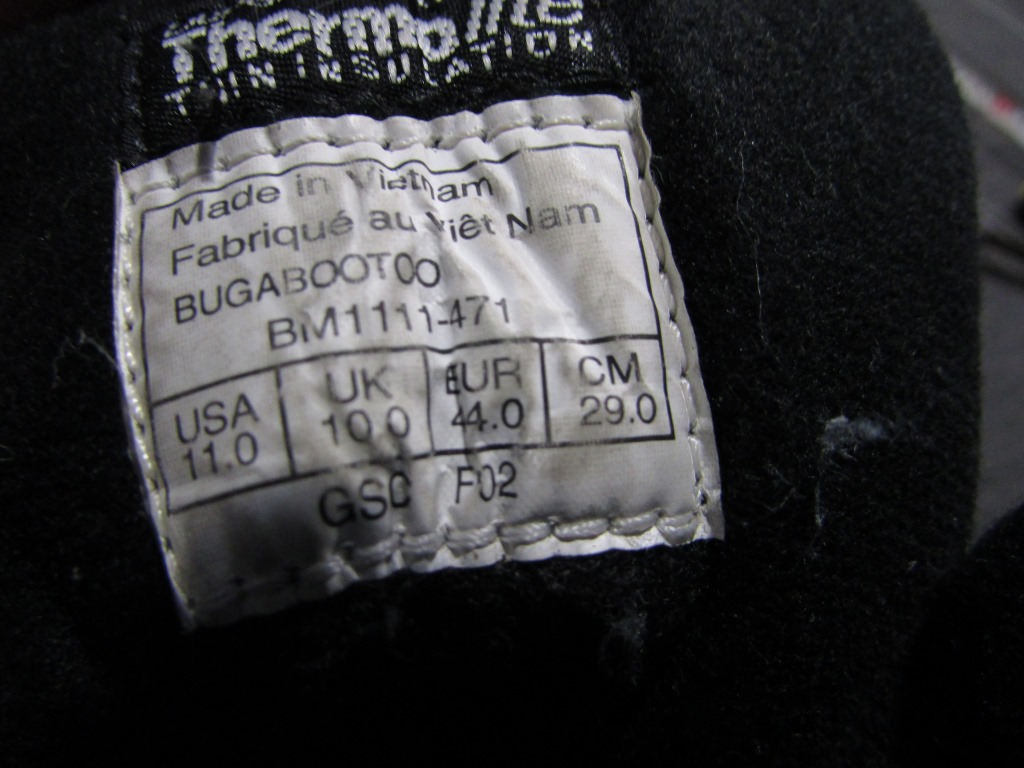 Thermolite
THIN INSULATION
Made in Vietnam
Fabriqué au Viêt Nam
BUGABOOTOO
BM1111-471
USA UK EUR CM
11.0 10.0 44.0 29.0
GSC F02